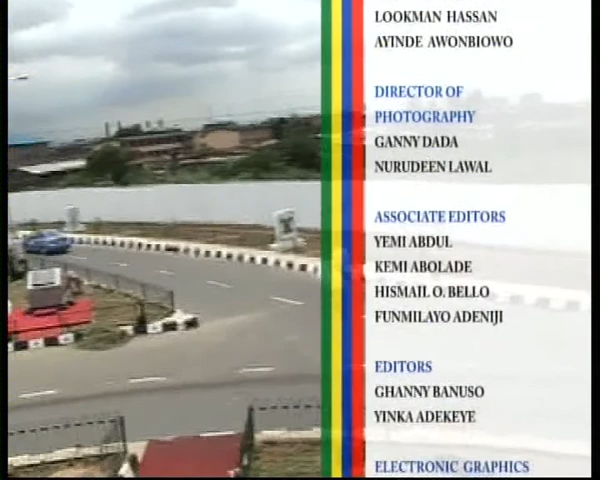 LOOKMAN HASSAN
AYINDE AWONBIOWO
DIRECTOR OF
PHOTOGRAPHY
GANNY DADA
NURUDEEN LAWAL
ASSOCIATE EDITORS
YEMI ABDUL
KEMI ABOLADE
HISMAIL O. BELLO
FUNMILAYO ADENIJI
EDITORS
GHANNY BANUSO
YINKA ADEKEYE
ELECTRONIC GRAPHICS